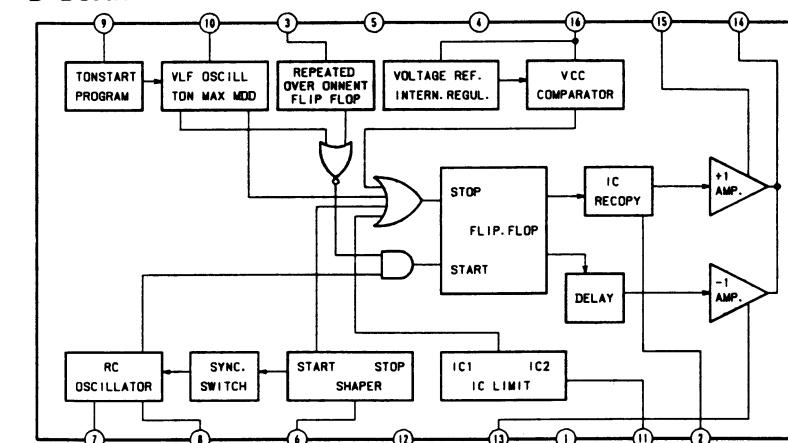 9 10 3 5 4 16 15 14
TONSTART
PROGRAM
VLF OSCILL
TON MAX MDD
REPEATED
OVER ONNENT
FLIP FLOP
VOLTAGE REF.
INTERN. REGUL.
VCC
COMPARATOR
STOP
FLIP.FLOP
START
IC
RECOPY
+1
AMP.
DELAY
-1
AMP.
RC
OSCILLATOR
SYNC.
SWITCH
START STOP
SHAPER
IC1 IC2
IC LIMIT
7 8 6 12 13 1 11 2